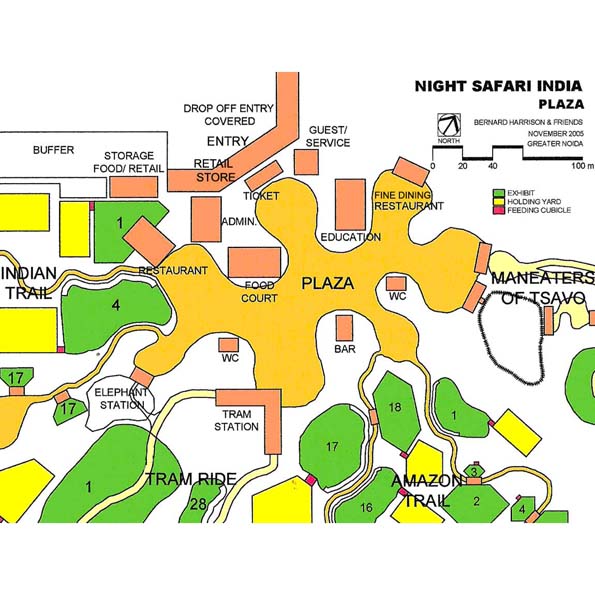 NIGHT SAFARI INDIA
PLAZA
BERNARD HARRISON & FRIENDS
NOVEMBER 2005
GREATER NOIDA
NORTH
0 20 40 100 m
EXHIBIT
HOLDING YARD
FEEDING CUBICLE
DROP OFF ENTRY
COVERED
ENTRY
GUEST/
SERVICE
BUFFER
STORAGE
FOOD/ RETAIL
RETAIL
STORE
TICKET
FINE DINING
RESTAURANT
1
ADMIN.
EDUCATION
RESTAURANT
INDIAN
TRAIL
FOOD
COURT
PLAZA
WC
MANEATERS
OF TSAVO
4
WC
BAR
17
17
ELEPHANT
STATION
TRAM
STATION
18
1
17
TRAM RIDE
1
28
AMAZON
TRAIL
3
2
4
16